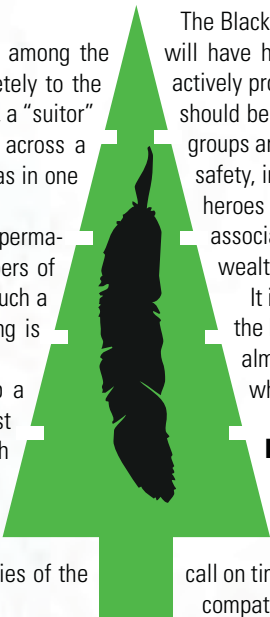 among the
etely to the
a “suitor”
across a
as in one
perma-
ers of
uch a
ng is
o a
st
h
ies of the
The Black
will have h
actively pro
should be
groups ar
safety, in
heroes
associa
wealt
It i
the
alm
wh
call on ti
compat